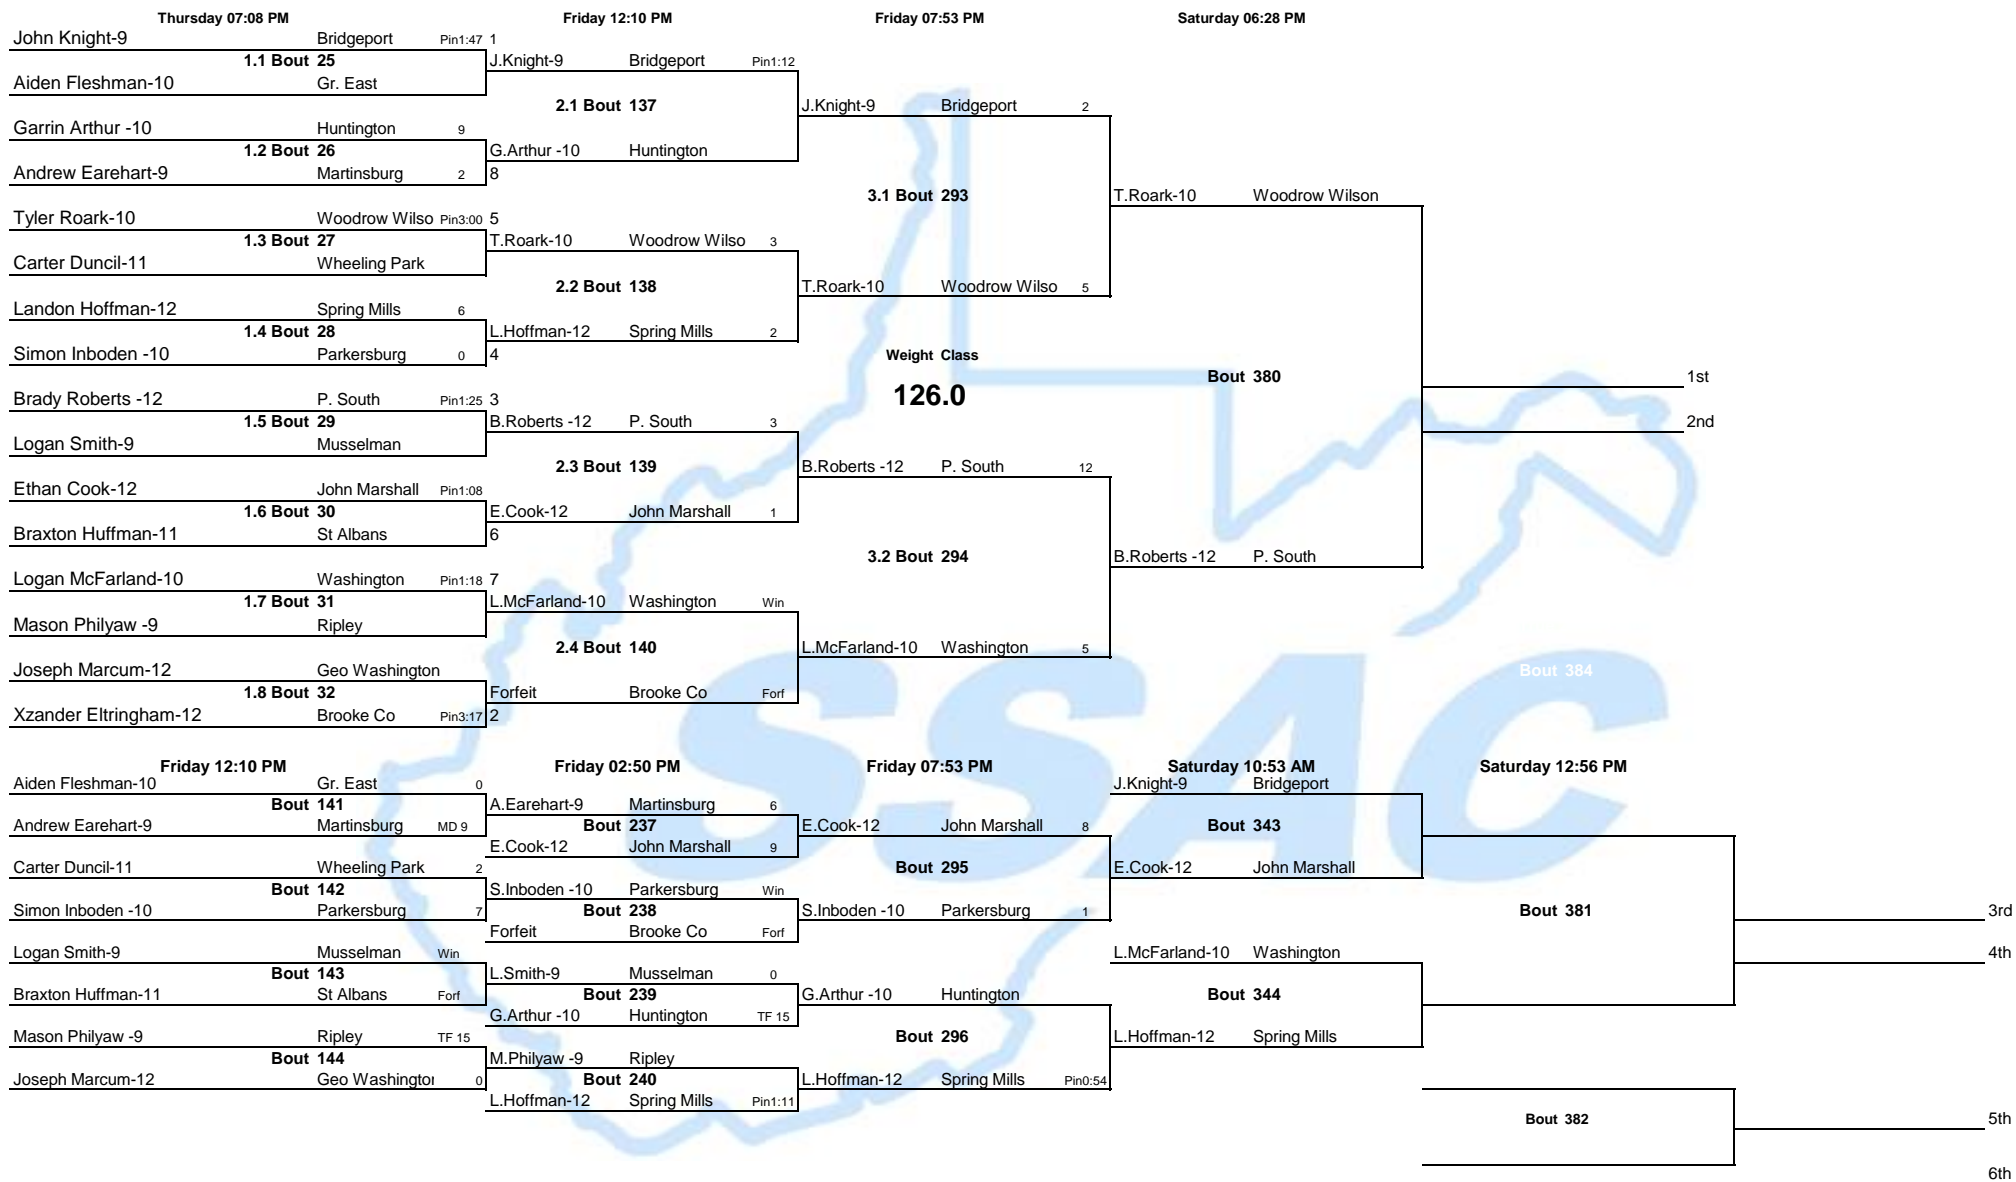 Thursday 07:08 PM Friday 12:10 PM Friday 07:53 PM Saturday 06:28 PM
John Knight-9 Bridgeport Pin1:47 1
1.1 Bout 25 J.Knight-9 Bridgeport Pin1:12
Aiden Fleshman-10 Gr. East
2.1 Bout 137 J.Knight-9 Bridgeport 2
Garrin Arthur -10 Huntington 9
1.2 Bout 26 G.Arthur -10 Huntington
Andrew Earehart-9 Martinsburg 2 8
3.1 Bout 293 T.Roark-10 Woodrow Wilson
Tyler Roark-10 Woodrow Wilso Pin3:00 5
1.3 Bout 27 T.Roark-10 Woodrow Wilso 3
Carter Duncil-11 Wheeling Park
2.2 Bout 138 T.Roark-10 Woodrow Wilso 5
Landon Hoffman-12 Spring Mills 6
1.4 Bout 28 L.Hoffman-12 Spring Mills 2
Simon Inboden -10 Parkersburg 0 4 Weight Class
Bout 380 1st
Brady Roberts -12 P. South Pin1:25 3 126.0
1.5 Bout 29 B.Roberts -12 P. South 3 2nd
Logan Smith-9 Musselman
2.3 Bout 139 B.Roberts -12 P. South 12
Ethan Cook-12 John Marshall Pin1:08
1.6 Bout 30 E.Cook-12 John Marshall 1
Braxton Huffman-11 St Albans 6
3.2 Bout 294 B.Roberts -12 P. South
Logan McFarland-10 Washington Pin1:18 7
1.7 Bout 31 L.McFarland-10 Washington Win
Mason Philyaw -9 Ripley
2.4 Bout 140 L.McFarland-10 Washington 5
Joseph Marcum-12 Geo Washington Bout 384
1.8 Bout 32 Forfeit Brooke Co Forf
Xzander Eltringham-12 Brooke Co Pin3:17 2
SSAC
Friday 12:10 PM Friday 02:50 PM Friday 07:53 PM Saturday 10:53 AM Saturday 12:56 PM
Aiden Fleshman-10 Gr. East 0 J.Knight-9 Bridgeport
Bout 141 A.Earehart-9 Martinsburg 6
Andrew Earehart-9 Martinsburg MD 9 Bout 237 E.Cook-12 John Marshall 8 Bout 343
E.Cook-12 John Marshall 9
Carter Duncil-11 Wheeling Park 2 Bout 295 E.Cook-12 John Marshall
Bout 142 S.Inboden -10 Parkersburg Win
Simon Inboden -10 Parkersburg 7 Bout 238 S.Inboden -10 Parkersburg 1 Bout 381 3rd
Forfeit Brooke Co Forf
Logan Smith-9 Musselman Win L.McFarland-10 Washington 4th
Bout 143 L.Smith-9 Musselman 0
Braxton Huffman-11 St Albans Forf Bout 239 G.Arthur -10 Huntington Bout 344
G.Arthur -10 Huntington TF 15
Mason Philyaw -9 Ripley TF 15 Bout 296 L.Hoffman-12 Spring Mills
Bout 144 M.Philyaw -9 Ripley
Joseph Marcum-12 Geo Washington 0 Bout 240 L.Hoffman-12 Spring Mills Pin0:54
L.Hoffman-12 Spring Mills Pin1:11
Bout 382 5th
6th